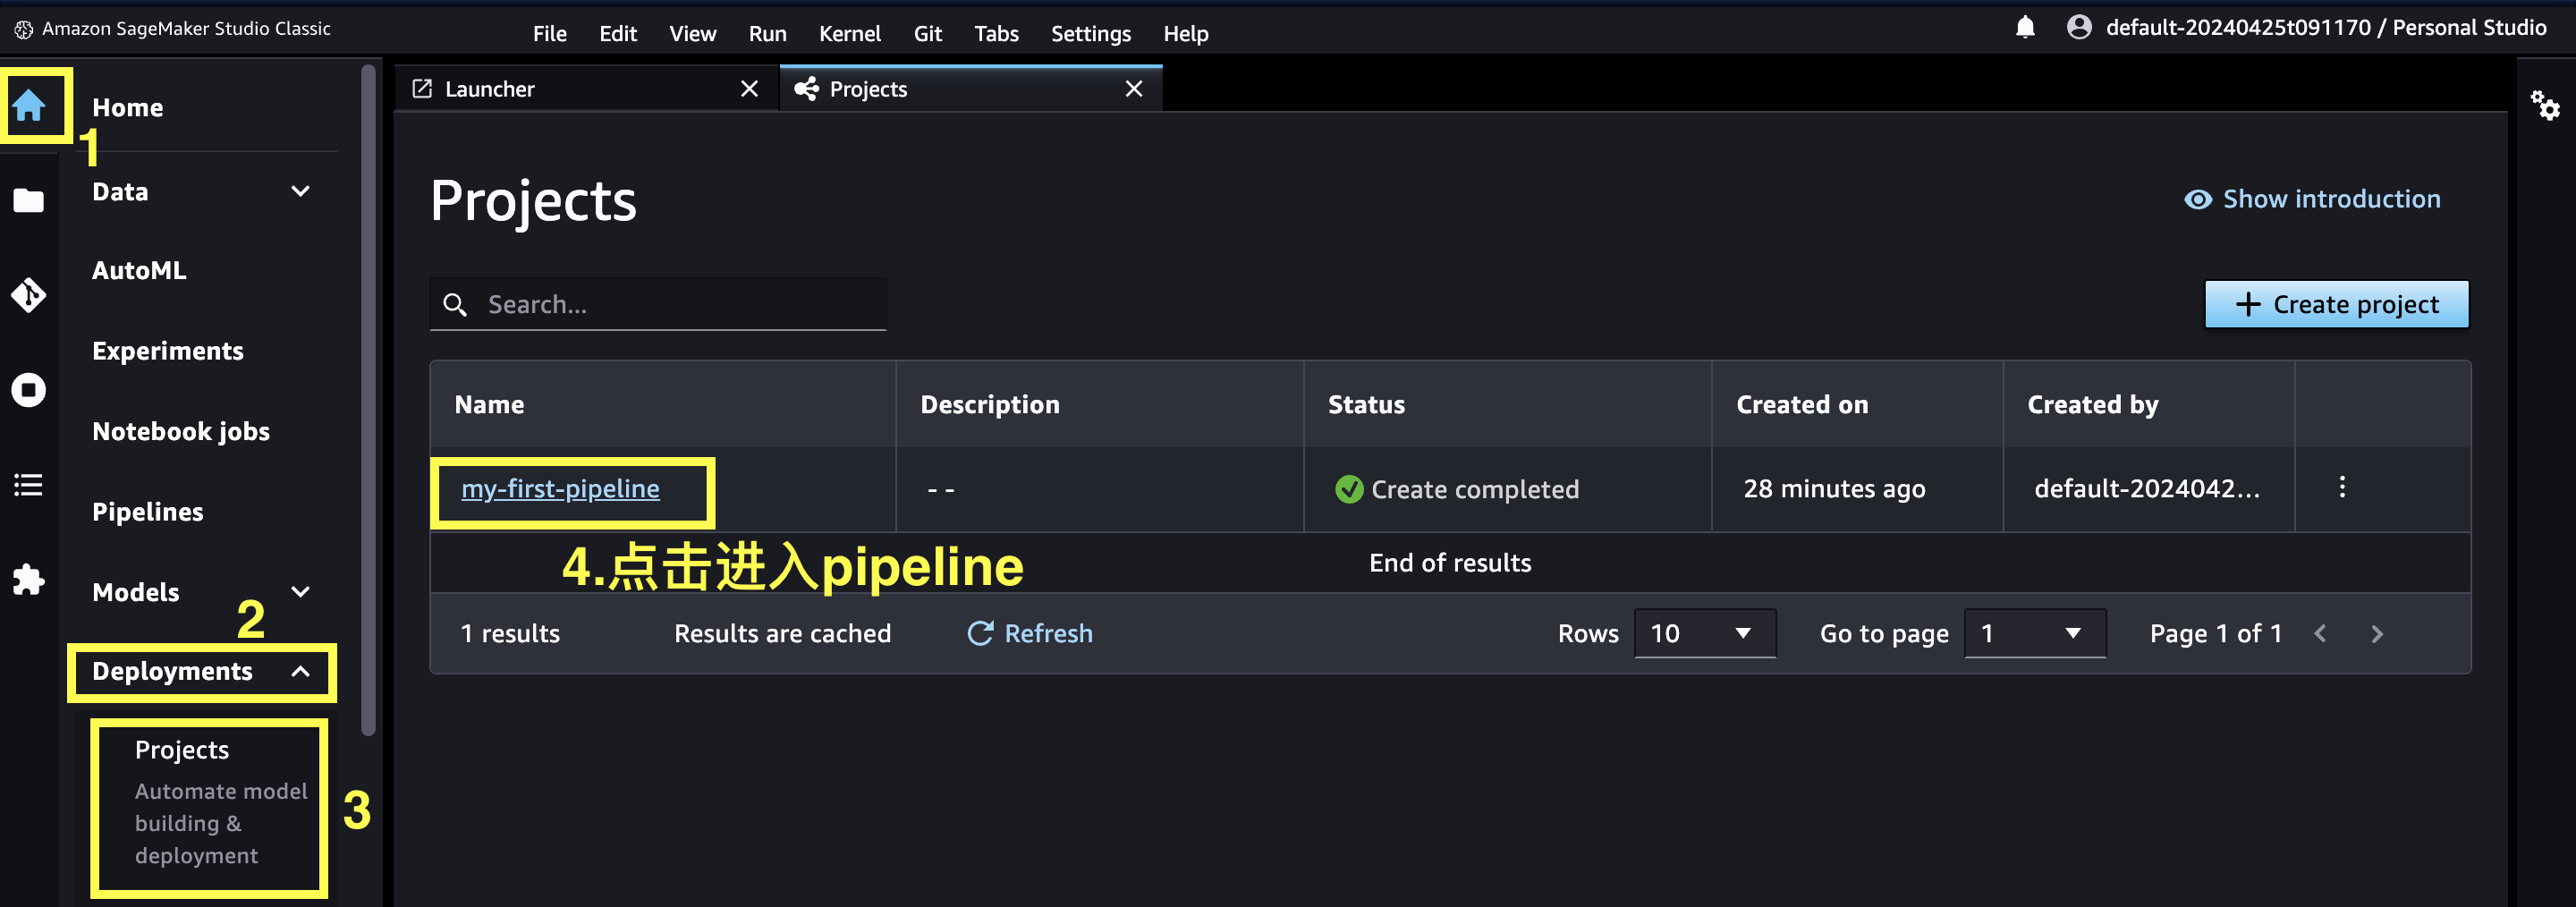 Amazon SageMaker Studio Classic
File Edit View Run Kernel Git Tabs Settings Help
default-20240425t091170 / Personal Studio
1
Home
Data
AutoML
Experiments
Notebook jobs
Pipelines
Models
2
Deployments
Projects
Automate model
building &
deployment
3
Launcher
Projects
Projects
Show introduction
Search...
+ Create project
Name Description Status Created on Created by
my-first-pipeline -- Create completed 28 minutes ago default-2024042...
4.点击进入pipeline
End of results
1 results Results are cached Refresh Rows 10 Go to page 1 Page 1 of 1